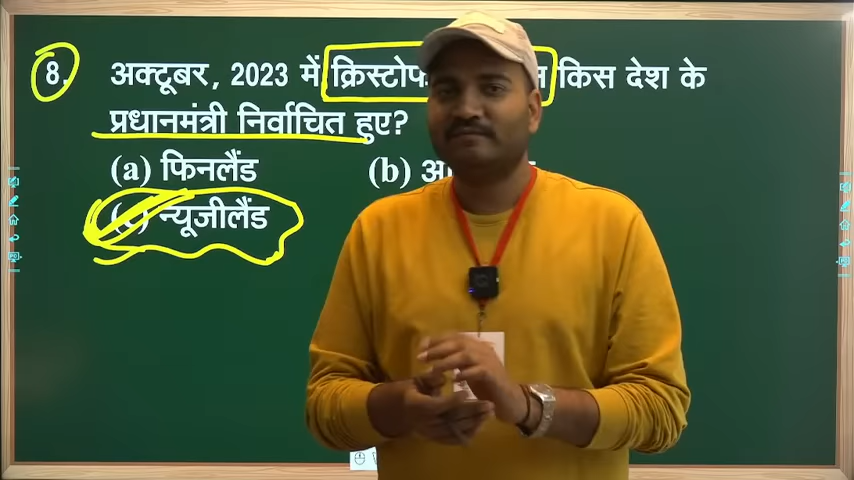 8. अक्टूबर, 2023 में किस देश के
प्रधानमंत्री निर्वाचित हुए?
(a) फिनलैंड (b)
(c) न्यूजीलैंड